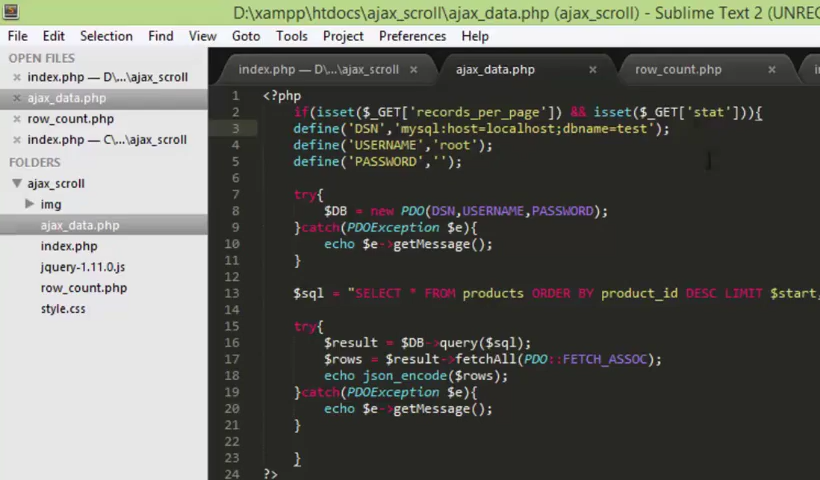 D:\xampp\htdocs\ajax_scroll\ajax_data.php (ajax_scroll) - Sublime Text 2 (UNREG
File Edit Selection Find View Goto Tools Project Preferences Help
OPEN FILES
index.php — D\...\ajax_scroll
ajax_data.php
row_count.php
index.php — C\...\ajax_scroll
FOLDERS
ajax_scroll
img
ajax_data.php
index.php
jquery-1.11.0.js
row_count.php
style.css
index.php — D\...\ajax_scroll ajax_data.php row_count.php
1 <?php
2 if(isset($_GET['records_per_page']) && isset($_GET['stat'])){
3 define('DSN','mysql:host=localhost;dbname=test');
4 define('USERNAME','root');
5 define('PASSWORD','');
6
7 try{
8 $DB = new PDO(DSN,USERNAME,PASSWORD);
9 }catch(PDOException $e){
10 echo $e->getMessage();
11 }
12
13 $sql = "SELECT * FROM products ORDER BY product_id DESC LIMIT $start,
14
15 try{
16 $result = $DB->query($sql);
17 $rows = $result->fetchAll(PDO::FETCH_ASSOC);
18 echo json_encode($rows);
19 }catch(PDOException $e){
20 echo $e->getMessage();
21 }
22
23 }
24 ?>